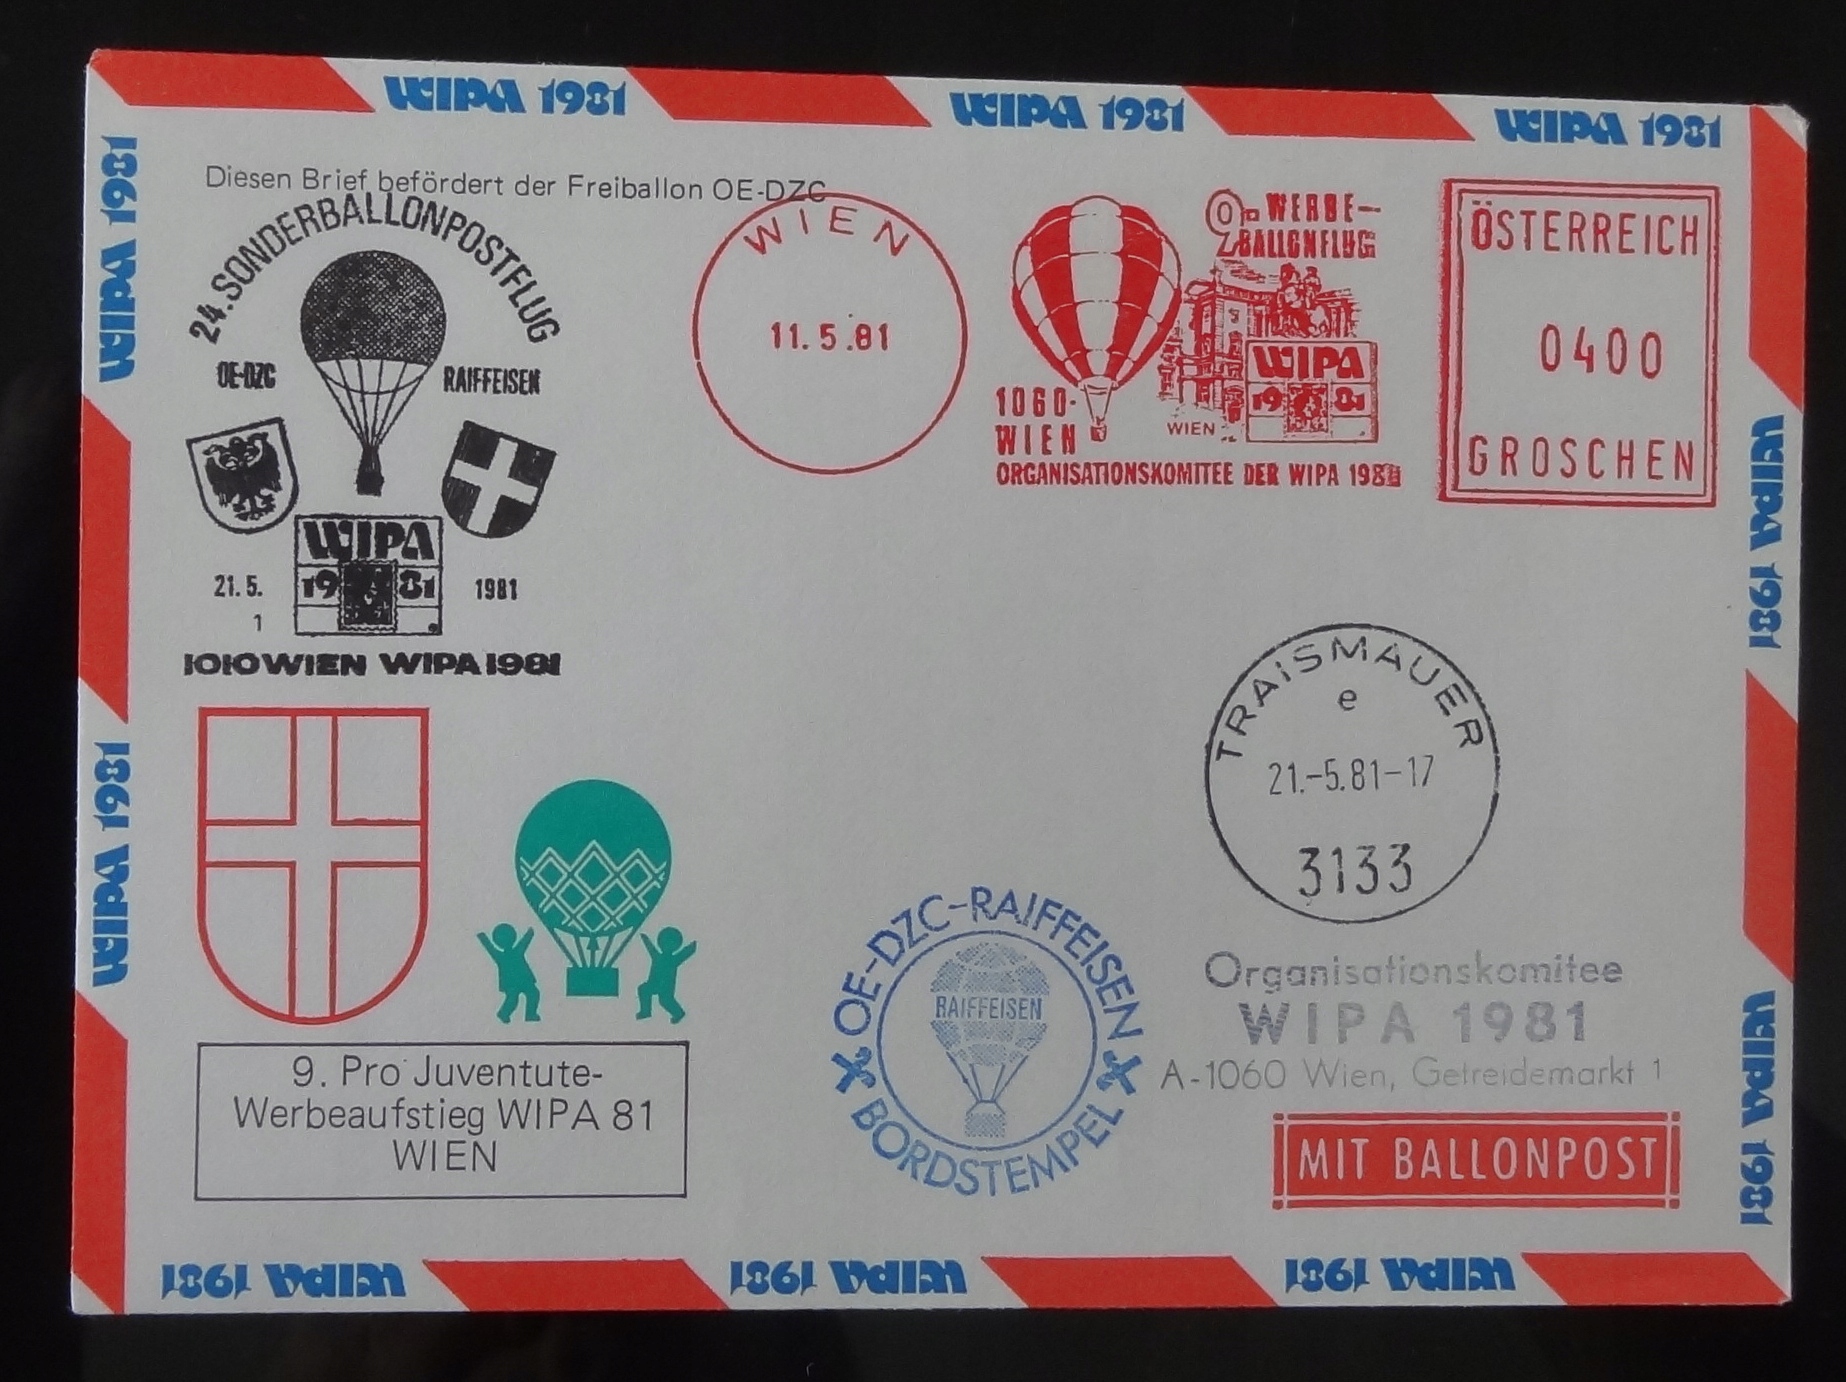 WIPA 1981
WIPA 1981
WIPA 1981
WIPA 1981
WIPA 1981
WIPA 1981
WIPA 1981
WIPA 1981
WIPA 1981
WIPA 1981
Diesen Brief befördert der Freiballon OE-DZC
24. SONDERBALLONPOSTFLUG
OE-DZC
RAIFFEISEN
WIPA
1981
21. 5.
1981
1
1010 WIEN WIPA 1981
WIEN
11. 5.81
9. WERBE-
BALLONFLUG
WIPA
1981
1060-
WIEN
WIEN
ORGANISATIONSKOMITEE DER WIPA 1981
ÖSTERREICH
0400
GROSCHEN
TRAISMAUER
e
21.-5.81-17
3133
9. Pro Juventute-
Werbeaufstieg WIPA 81
WIEN
OE-DZC-RAIFFEISEN
RAIFFEISEN
BORDSTEMPEL
Organisationskomitee
WIPA 1981
A-1060 Wien, Getreidemarkt 1
MIT BALLONPOST